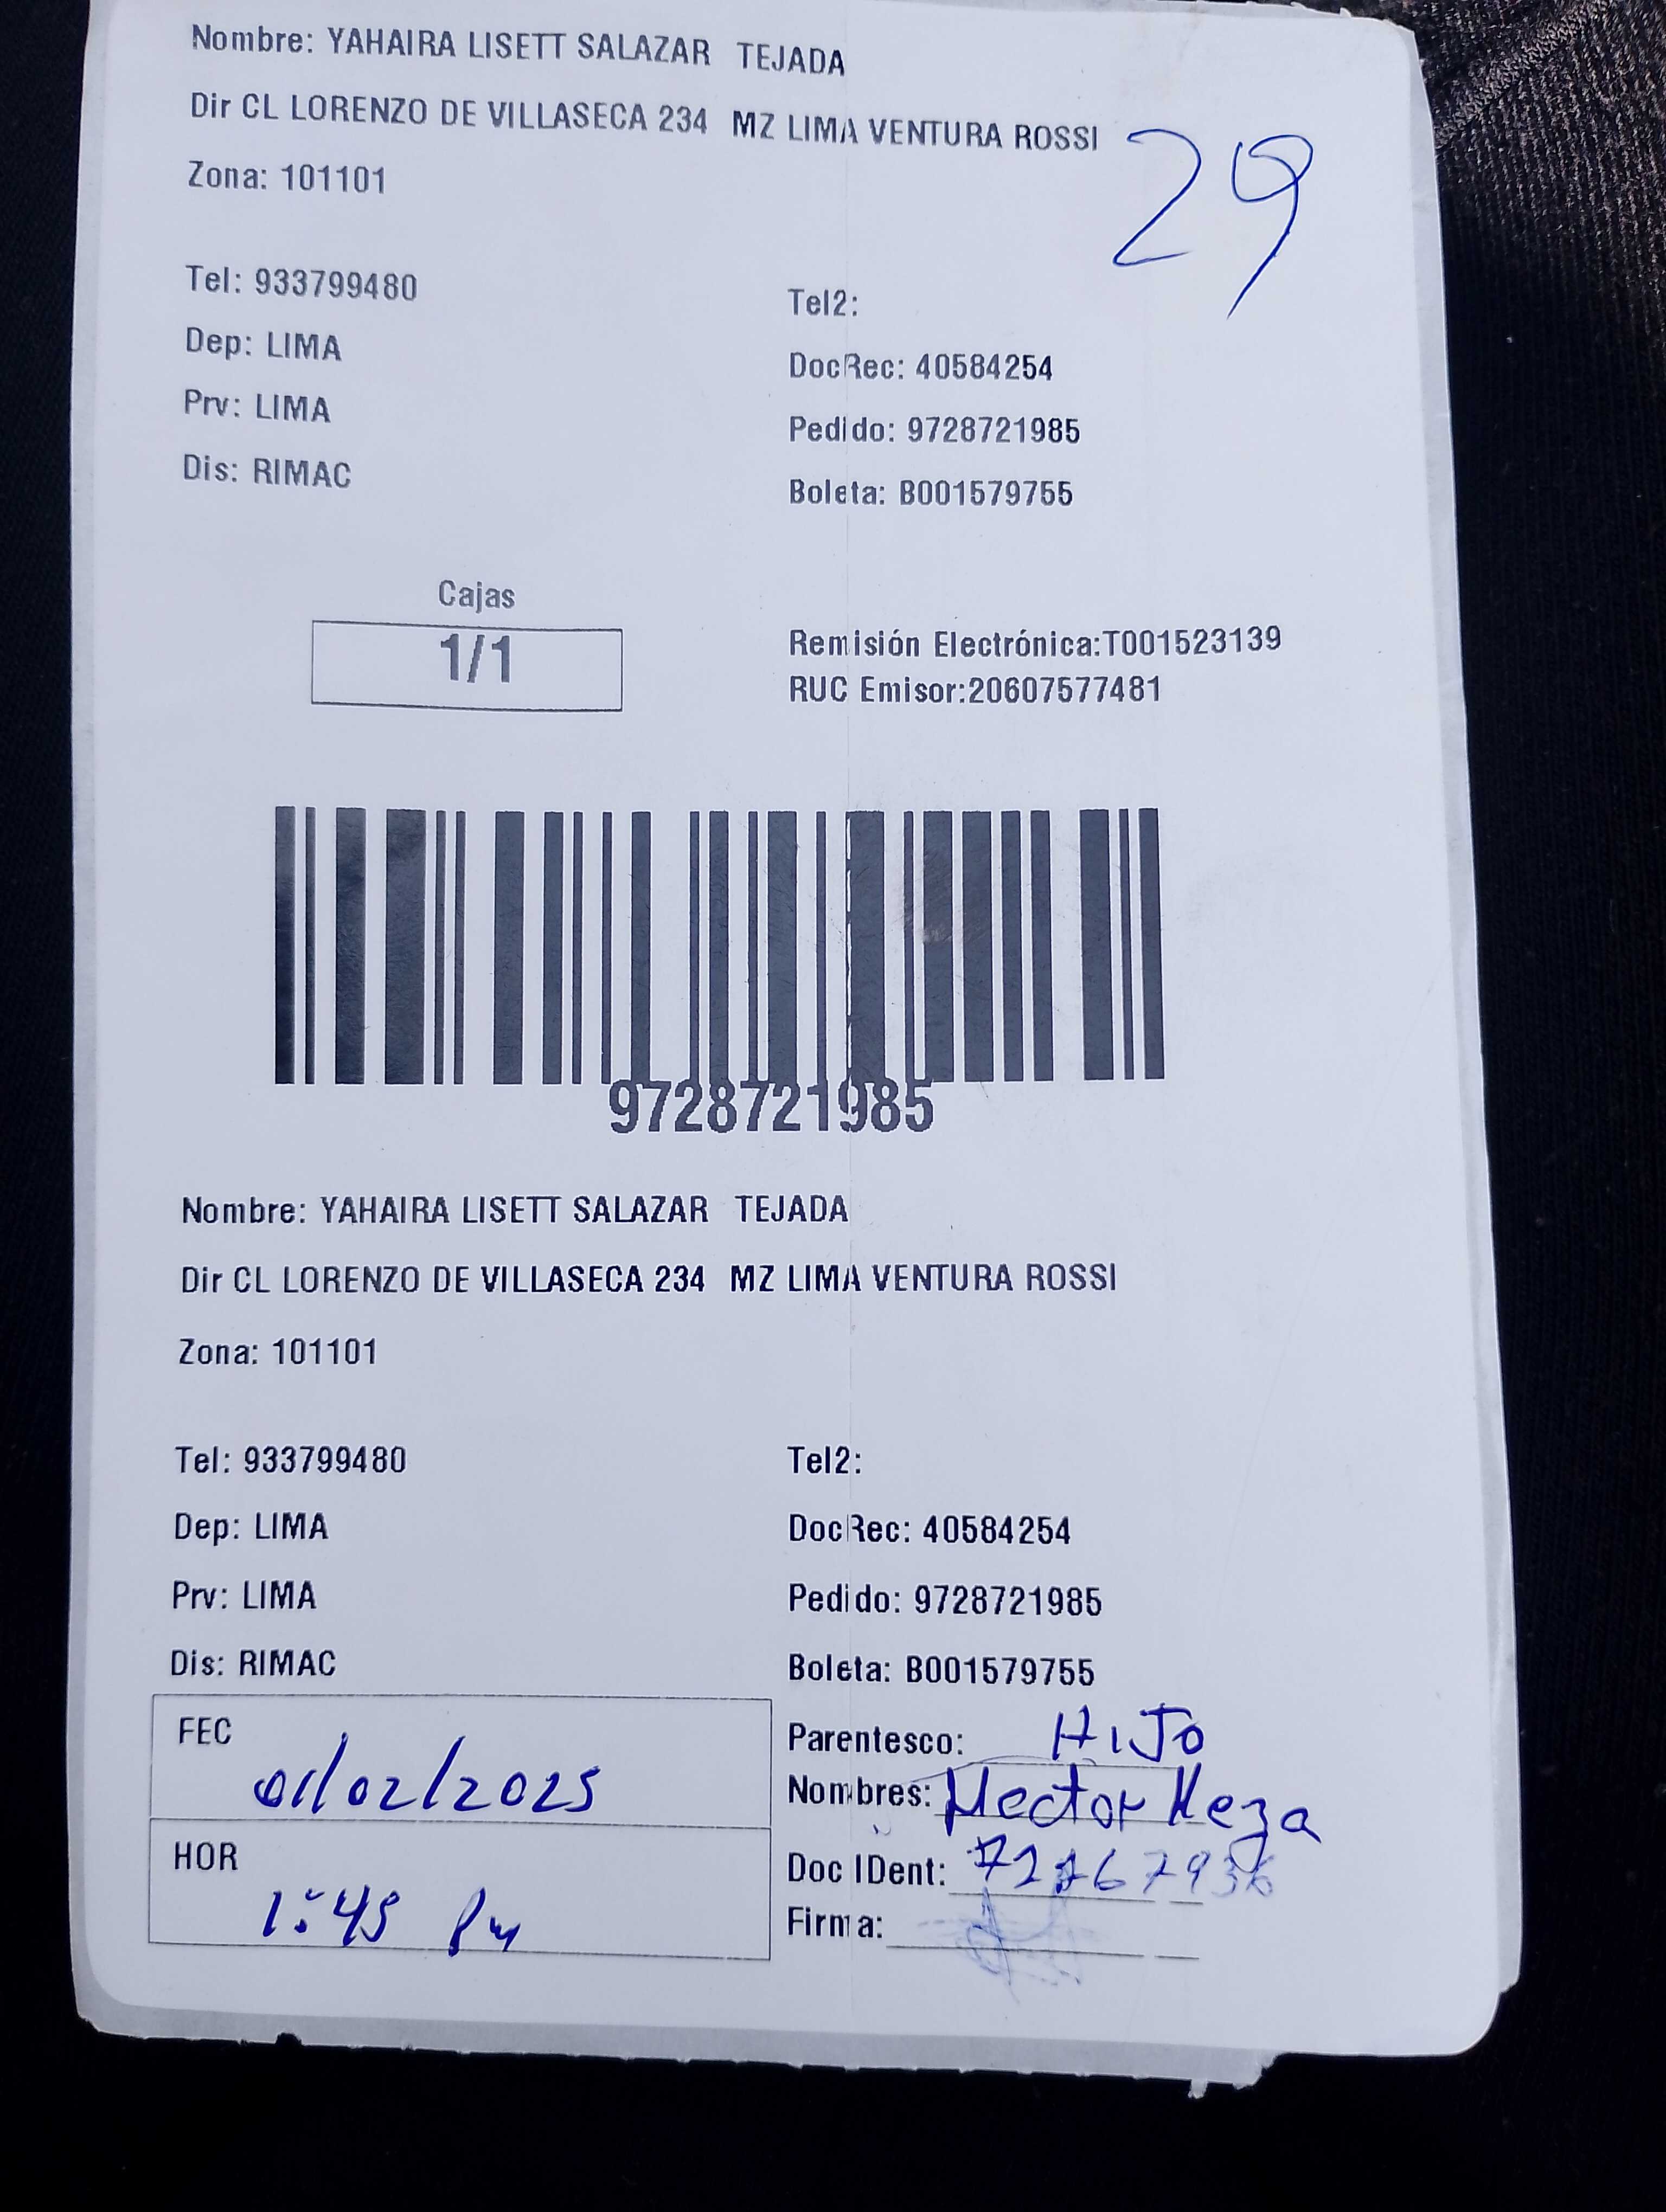 Nombre: YAHAIRA LISETT SALAZAR TEJADA
Dir CL LORENZO DE VILLASECA 234 MZ LIMA VENTURA ROSSI
29
Zona: 101101
Tel: 933799480
Tel2:
Dep: LIMA
DocRec: 40584254
Prv: LIMA
Pedido: 9728721985
Dis: RIMAC
Boleta: B001579755
Cajas
1/1
Remisión Electrónica:T001523139
RUC Emisor:20607577481
9728721985
Nombre: YAHAIRA LISETT SALAZAR TEJADA
Dir CL LORENZO DE VILLASECA 234 MZ LIMA VENTURA ROSSI
Zona: 101101
Tel: 933799480
Tel2:
Dep: LIMA
DocRec: 40584254
Prv: LIMA
Pedido: 9728721985
Dis: RIMAC
Boleta: B001579755
FEC 01/02/2025
Parentesco: HIJO
Nombres: Hector Meza
HOR 1:45 Pm
Doc IDent:
Firma: